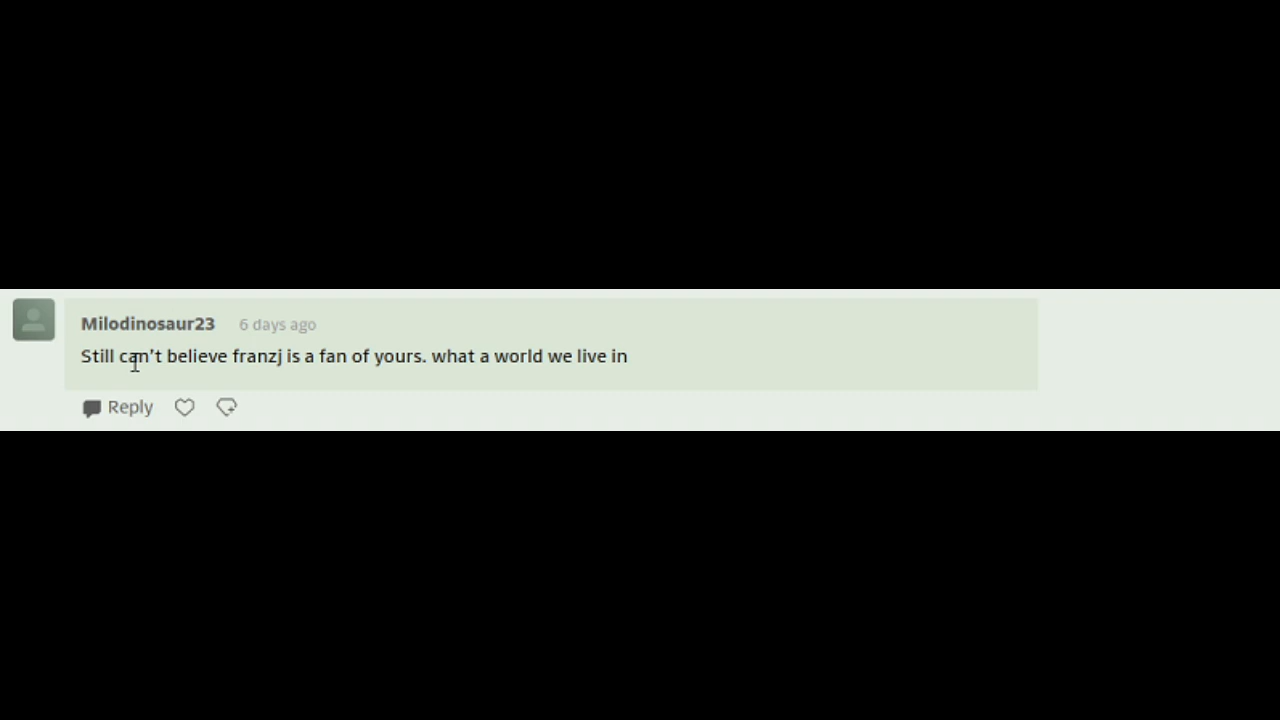 Milodinosaur23 6 days ago
Still can't believe franzj is a fan of yours. what a world we live in
Reply